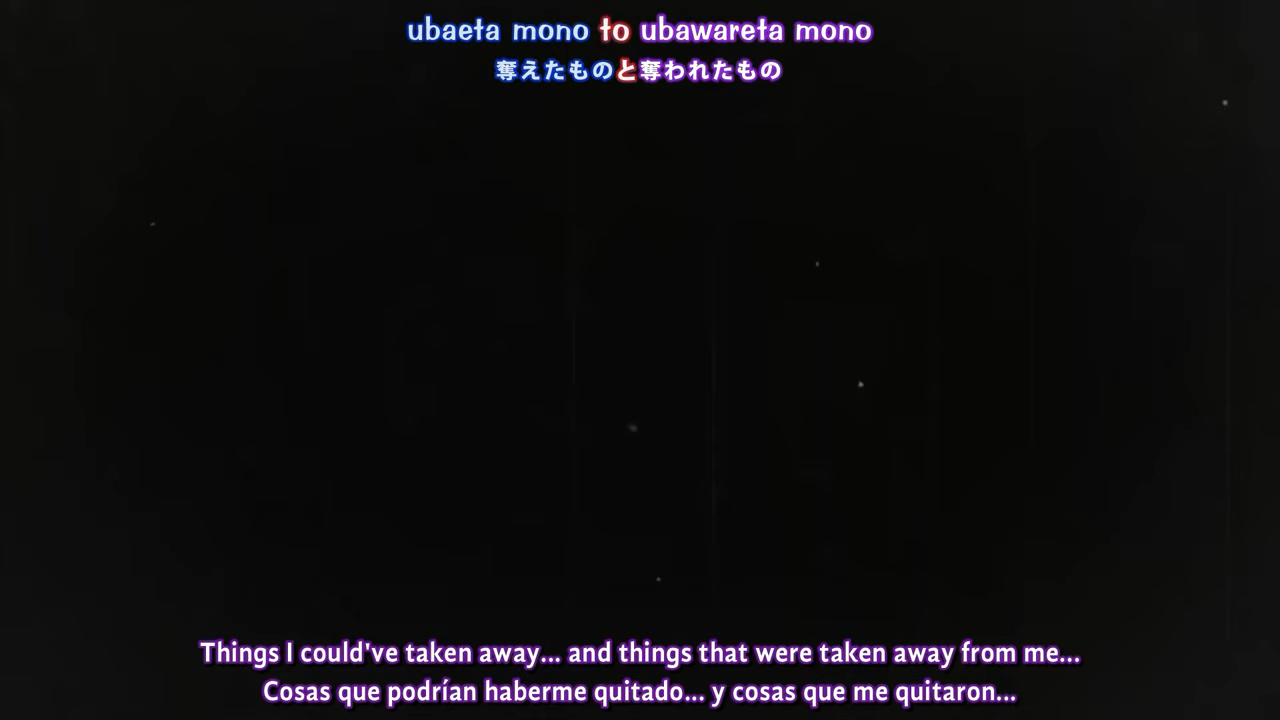 ubaeta mono to ubawareta mono
奪えたものと奪われたもの
Things I could've taken away... and things that were taken away from me...
Cosas que podrían haberme quitado... y cosas que me quitaron...